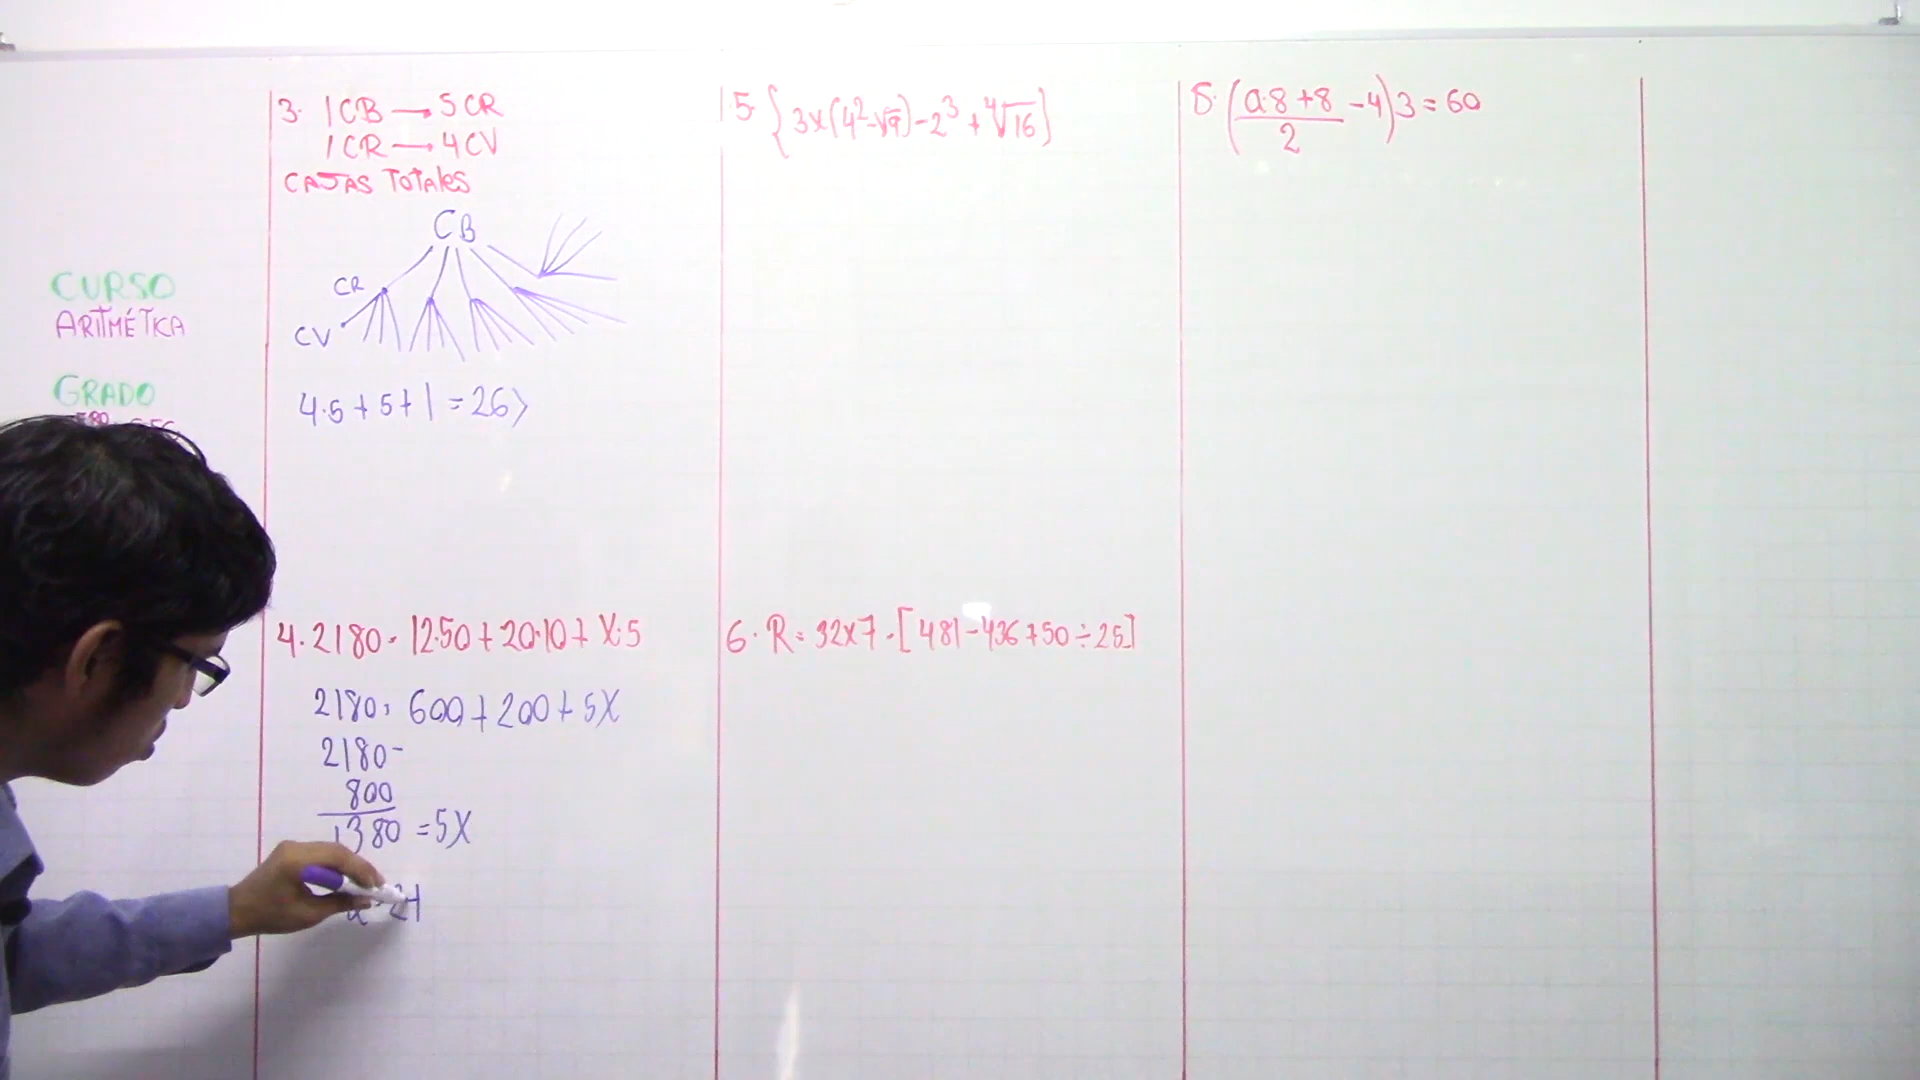 CURSO
ARITMÉTICA
GRADO
3. 1CB → 5CR
1CR → 4CV
CAJAS TOTALES
CB
CR
CV
4·5 + 5 + 1 = 26
4. 2180 = 12·50 + 20·10 + X·5
2180 = 600 + 200 + 5X
2180 -
800
1380 = 5X
5. {3x(4²-√9)-2³ + ∜16}
6. R = 32x7 - [481-436+50÷25]
8. ((a·8+8)/2 - 4)3 = 60